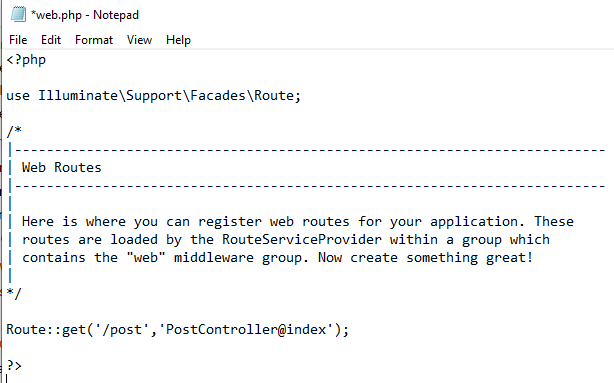 *web.php - Notepad
File Edit Format View Help
<?php
use Illuminate\Support\Facades\Route;
/*
|--------------------------------------------------------------------------
| Web Routes
|--------------------------------------------------------------------------
|
| Here is where you can register web routes for your application. These
| routes are loaded by the RouteServiceProvider within a group which
| contains the "web" middleware group. Now create something great!
|
*/
Route::get('/post','PostController@index');
?>